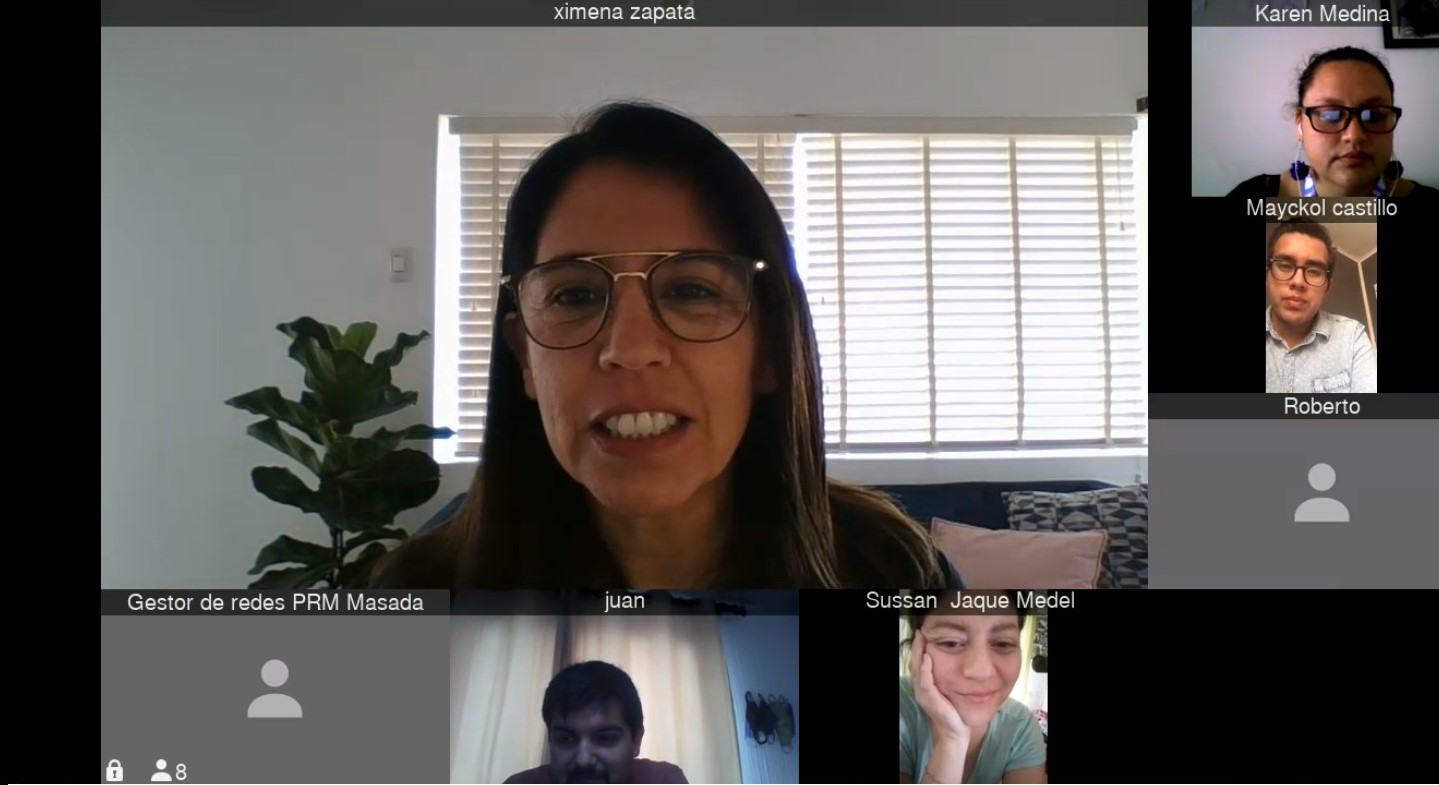 ximena zapata
Karen Medina
Mayckol castillo
Roberto
Gestor de redes PRM Masada
juan
Sussan Jaque Medel
8